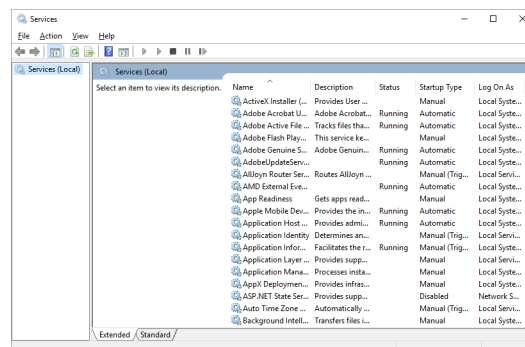 Services
File Action View Help
Services (Local)
Services (Local)
Select an item to view its description.
Name Description Status Startup Type Log On As
ActiveX Installer (... Provides User ... Manual Local Syste...
Adobe Acrobat U... Adobe Acrobat... Running Automatic Local Syste...
Adobe Active File ... Tracks files tha... Running Automatic Local Syste...
Adobe Flash Play... This service ke... Manual Local Syste...
Adobe Genuine S... Adobe Genuin... Running Automatic Local Syste...
AdobeUpdateServ... Running Automatic Local Syste...
AllJoyn Router Ser... Routes AllJoyn ... Manual (Trig... Local Servi...
AMD External Eve... Running Automatic Local Syste...
App Readiness Gets apps read... Manual Local Syste...
Apple Mobile Dev... Provides the in... Running Automatic Local Syste...
Application Host ... Provides admi... Running Automatic Local Syste...
Application Identity Determines an... Manual (Trig... Local Servi...
Application Infor... Facilitates the r... Running Manual (Trig... Local Syste...
Application Layer ... Provides supp... Manual Local Servi...
Application Mana... Processes insta... Manual Local Syste...
AppX Deploymen... Provides infras... Manual Local Syste...
ASP.NET State Ser... Provides supp... Disabled Network S...
Auto Time Zone ... Automatically ... Manual (Trig... Local Servi...
Background Intell... Transfers files i... Manual Local Syste...
Extended Standard